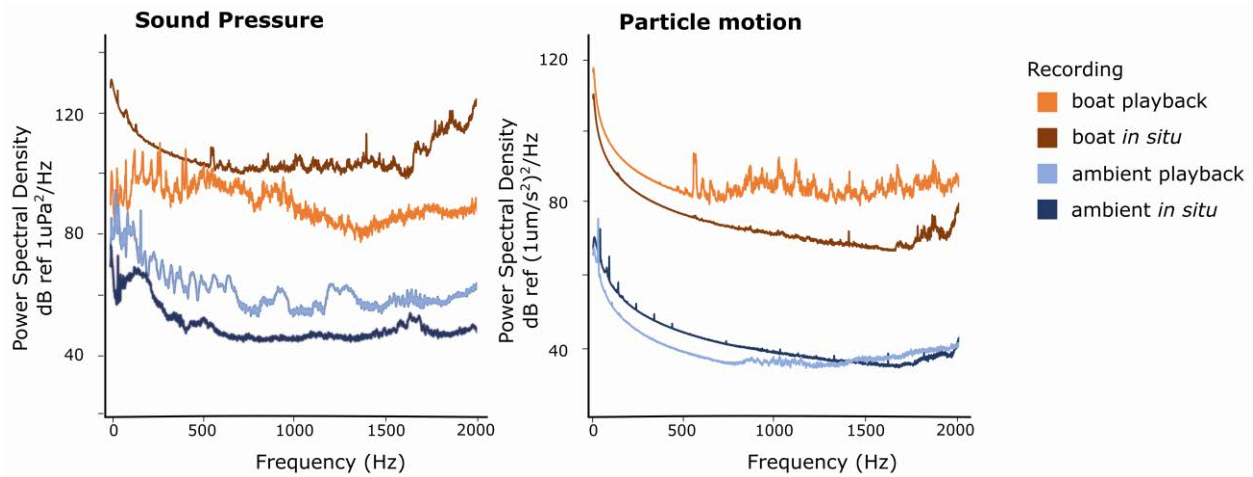 Sound Pressure
Power Spectral Density
dB ref 1uPa²/Hz
120
80
40
0 500 1000 1500 2000
Frequency (Hz)
Particle motion
Power Spectral Density
dB ref (1um/s²)²/Hz
120
80
40
0 500 1000 1500 2000
Frequency (Hz)
Recording
boat playback
boat in situ
ambient playback
ambient in situ